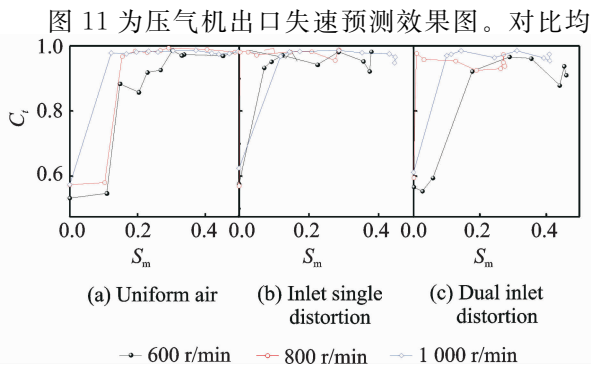 图 11 为压气机出口失速预测效果图。对比均
1.0
0.8
0.6
C_t
0.0 0.2 0.4 0.0 0.2 0.4 0.0 0.2 0.4
S_m S_m S_m
(a) Uniform air (b) Inlet single (c) Dual inlet
distortion distortion
600 r/min 800 r/min 1 000 r/min